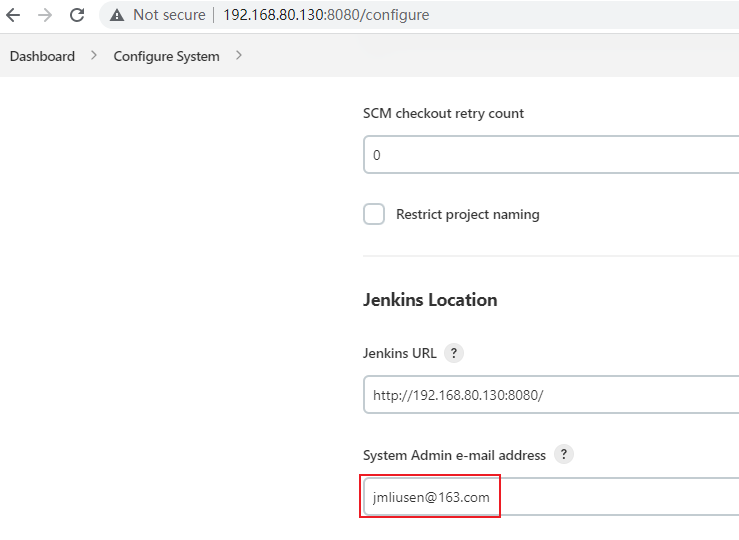 Not secure 192.168.80.130:8080/configure
Dashboard > Configure System >
SCM checkout retry count
0
Restrict project naming
Jenkins Location
Jenkins URL ?
http://192.168.80.130:8080/
System Admin e-mail address ?
jmliusen@163.com